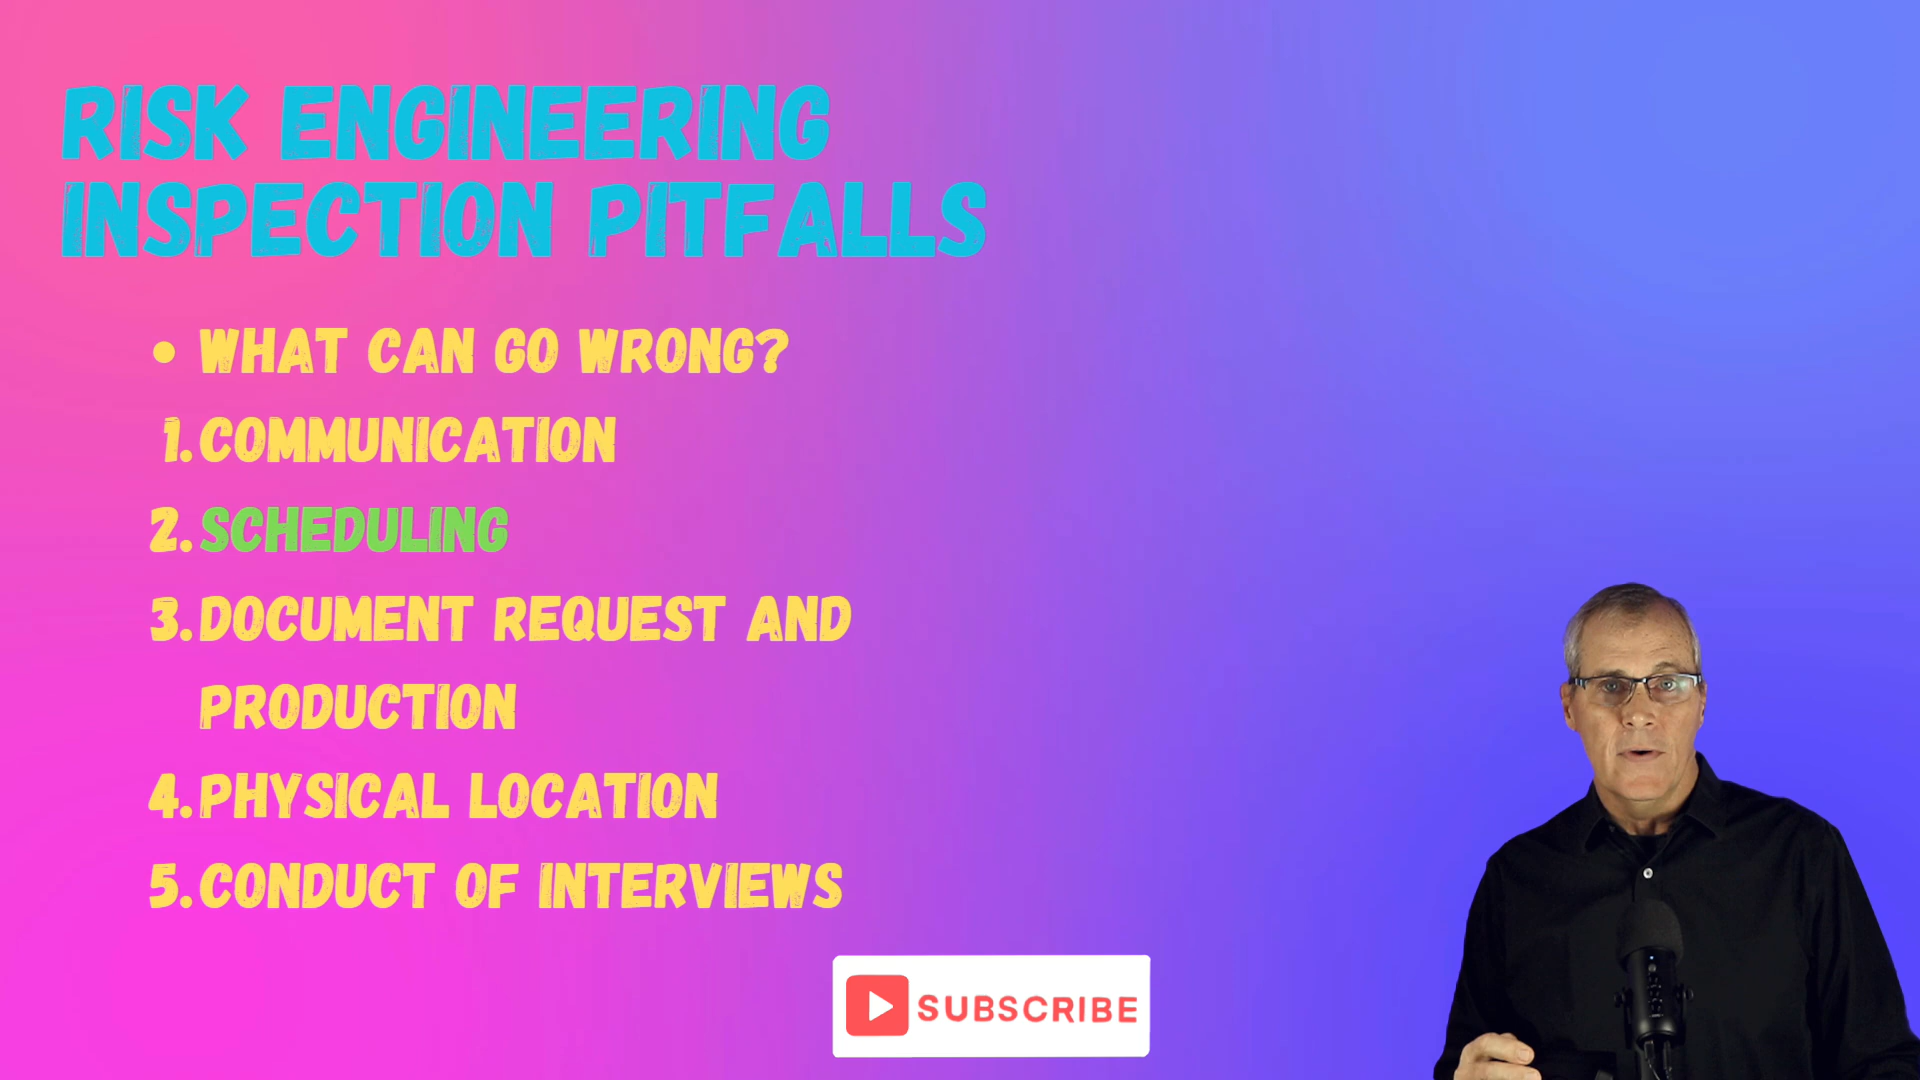 RISK ENGINEERING
INSPECTION PITFALLS
• WHAT CAN GO WRONG?
1. COMMUNICATION
2. SCHEDULING
3. DOCUMENT REQUEST AND
PRODUCTION
4. PHYSICAL LOCATION
5. CONDUCT OF INTERVIEWS
SUBSCRIBE